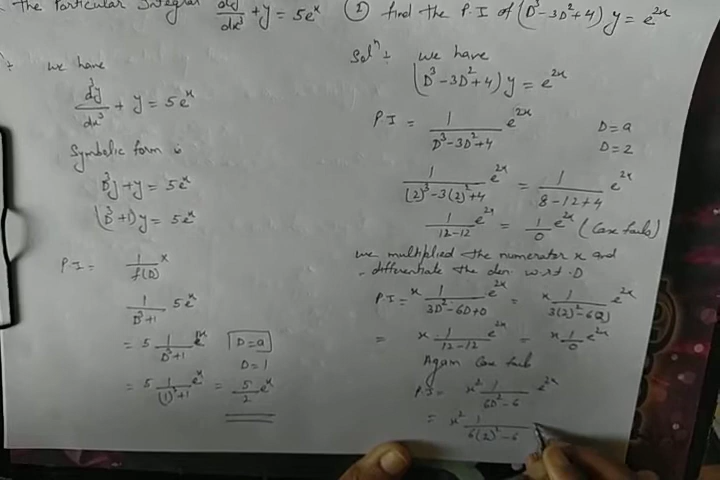 The Particular Integral d³y/dx³ + y = 5eˣ
we have
d³y/dx³ + y = 5eˣ
Symbolic form is
D³y + y = 5eˣ
(D³+1)y = 5eˣ
P.I = 1/f(D) x
1/(D³+1) 5eˣ
= 5 1/(D³+1) eˣ D=a
D=1
= 5 1/((1)³+1) eˣ = 5/2 eˣ
① find the P.I of (D³-3D²+4)y = e²ˣ
Solⁿ: we have
(D³-3D²+4)y = e²ˣ
P I = 1/(D³-3D²+4) e²ˣ D=a
D=2
1/((2)³-3(2)²+4) e²ˣ = 1/(8-12+4) e²ˣ
1/(12-12) e²ˣ = 1/0 e²ˣ (Case fails)
we multiplied the numerator x and
differentiate the den w.r.t. D
P I = x 1/(3D²-6D+0) e²ˣ = x 1/(3(2)²-6(2)) e²ˣ
= x 1/(12-12) e²ˣ = x 1/0 e²ˣ
Again Case fail
P.I = x² 1/(6D-6) e²ˣ
= x² 1/(6(2)-6